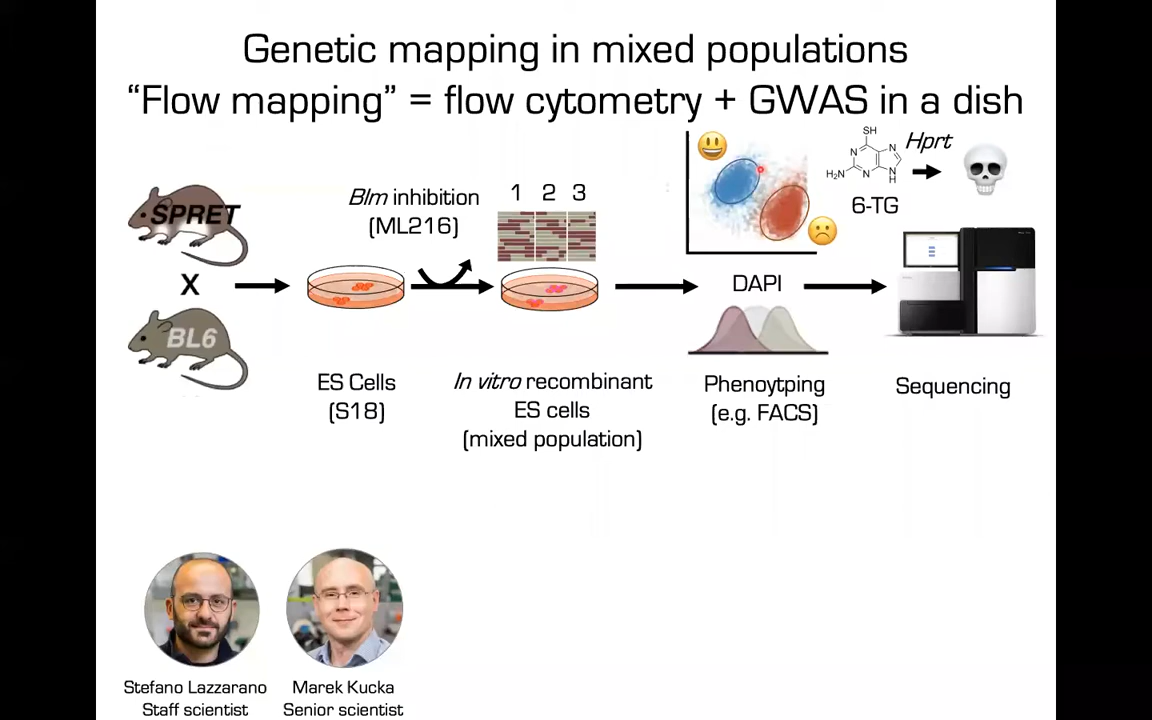 Genetic mapping in mixed populations
“Flow mapping” = flow cytometry + GWAS in a dish
SPRET
X
BL6
ES Cells
(S18)
Blm inhibition
(ML216)
1 2 3
In vitro recombinant
ES cells
(mixed population)
DAPI
Phenoytping
(e.g. FACS)
SH
N
N
H₂N
N
N
H
6-TG
Hprt
Sequencing
Stefano Lazzarano
Staff scientist
Marek Kucka
Senior scientist